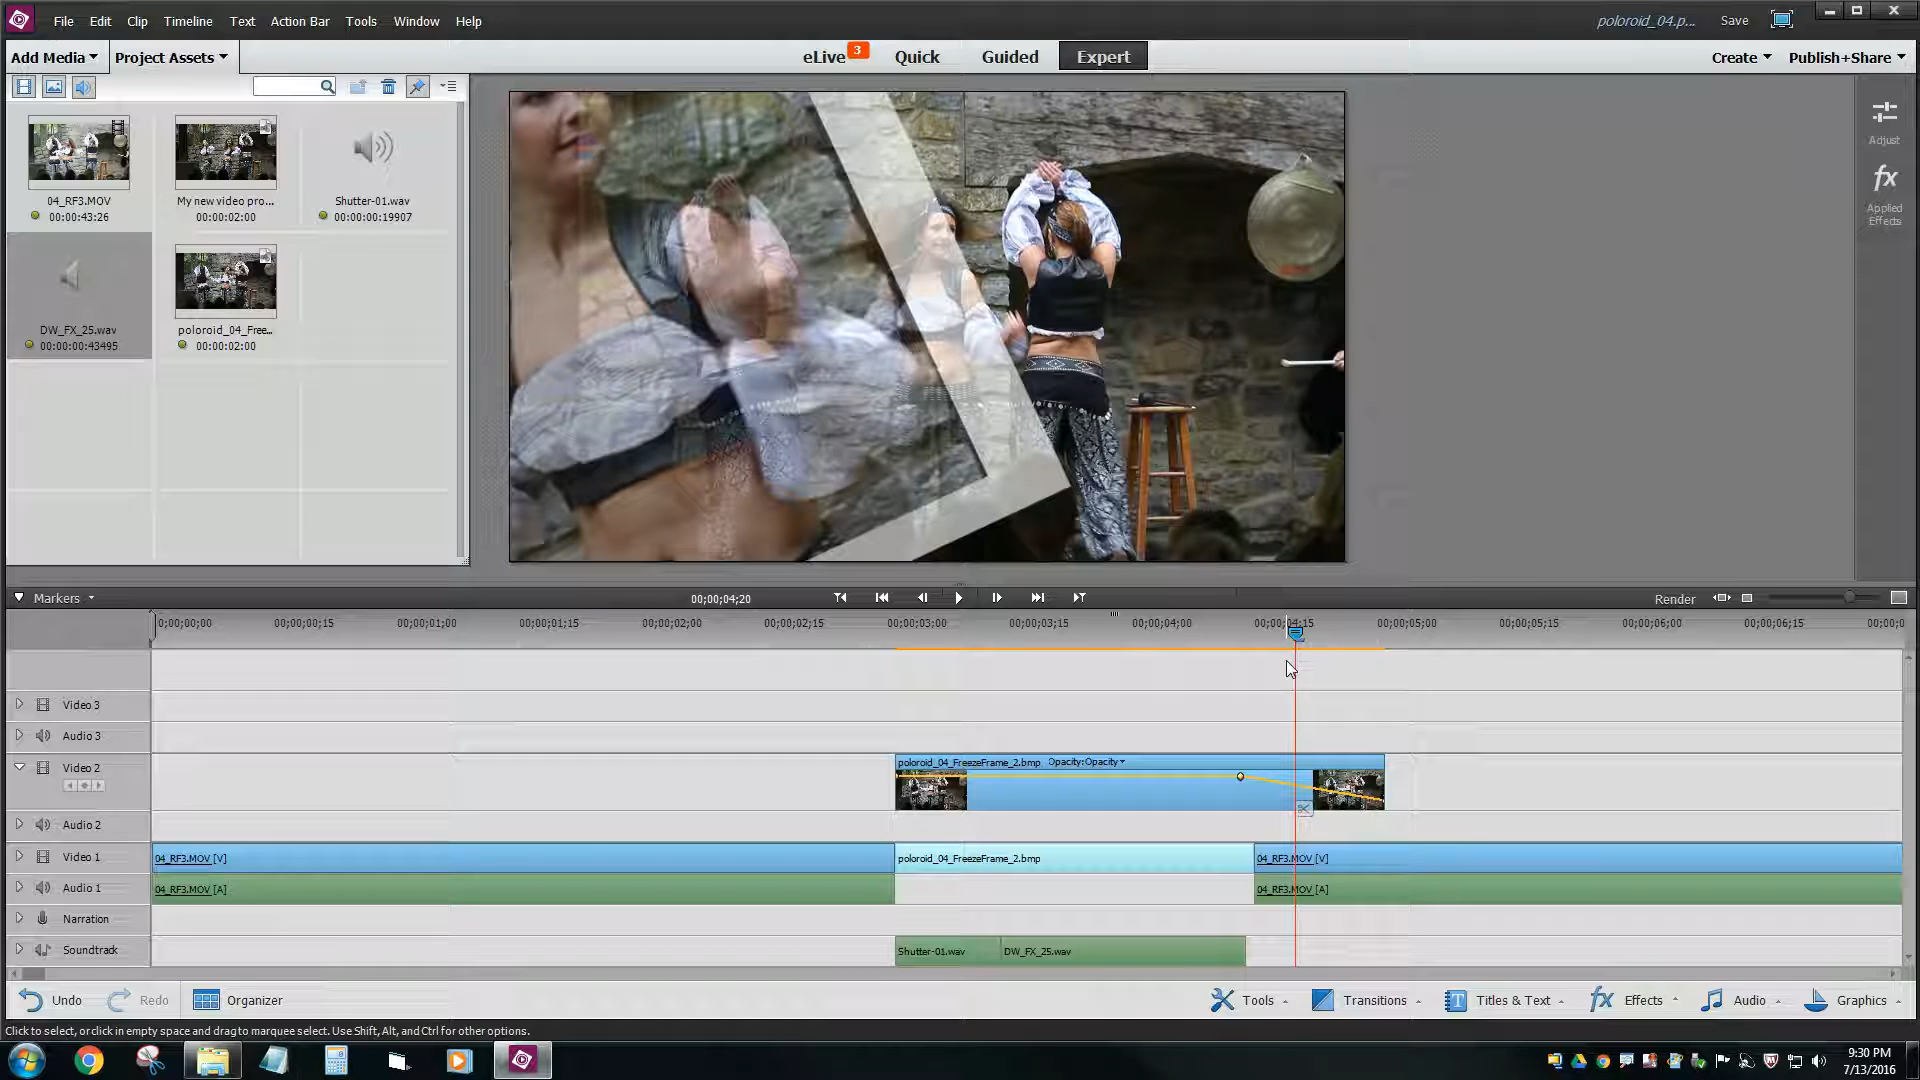 File Edit Clip Timeline Text Action Bar Tools Window Help
poloroid_04.p... Save
Add Media Project Assets
eLive 3 Quick Guided Expert
Create Publish+Share
04_RF3.MOV
00:00:43:26
My new video pro...
00:00:02:00
Shutter-01.wav
00:00:00:19907
DW_FX_25.wav
00:00:00:43495
poloroid_04_Free...
00:00:02:00
Adjust
fx
Applied
Effects
Markers
00;00;04;20
Render
00;00;00;00 00;00;00;15 00;00;01;00 00;00;01;15 00;00;02;00 00;00;02;15 00;00;03;00 00;00;03;15 00;00;04;00 00;00;04;15 00;00;05;00 00;00;05;15 00;00;06;00 00;00;06;15 00;00;0
Video 3
Audio 3
Video 2
poloroid_04_FreezeFrame_2.bmp Opacity:Opacity
Audio 2
Video 1
04_RF3.MOV [V]
poloroid_04_FreezeFrame_2.bmp
04_RF3.MOV [V]
Audio 1
04_RF3.MOV [A]
04_RF3.MOV [A]
Narration
Soundtrack
Shutter-01.wav
DW_FX_25.wav
Undo Redo Organizer
Tools Transitions T Titles & Text fx Effects Audio Graphics
Click to select, or click in empty space and drag to marquee select. Use Shift, Alt, and Ctrl for other options.
9:30 PM
7/13/2016